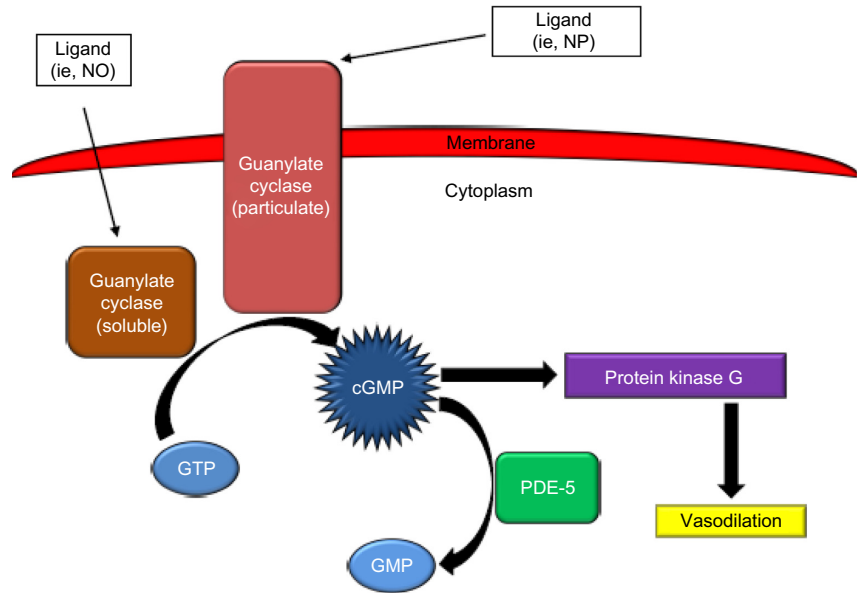 Ligand
(ie, NO)
Ligand
(ie, NP)
Membrane
Guanylate
cyclase
(particulate)
Cytoplasm
Guanylate
cyclase
(soluble)
cGMP
Protein kinase G
GTP
PDE-5
Vasodilation
GMP